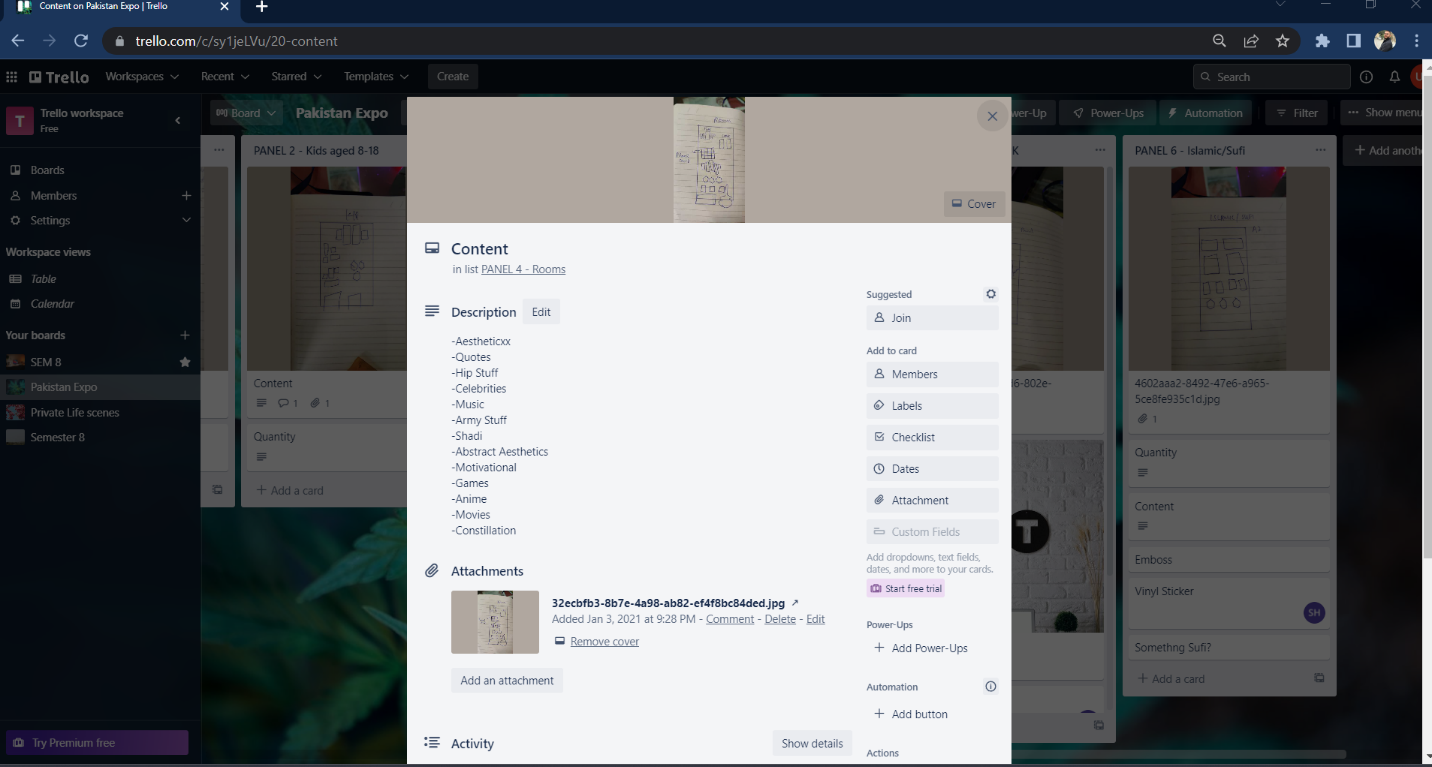 Content on Pakistan Expo | Trello
trello.com/c/sy1jeLVu/20-content
Trello
Workspaces
Recent
Starred
Templates
Create
Search
T
Trello workspace
Free
Boards
Members
Settings
Workspace views
Table
Calendar
Your boards
SEM 8
Pakistan Expo
Private Life scenes
Semester 8
Try Premium free
Board
Pakistan Expo
Power-Ups
Automation
Filter
Show menu
PANEL 2 - Kids aged 8-18
Content
1
1
Quantity
+ Add a card
Cover
Content
in list PANEL 4 - Rooms
Description
Edit
-Aestheticxx
-Quotes
-Hip Stuff
-Celebrities
-Music
-Army Stuff
-Shadi
-Abstract Aesthetics
-Motivational
-Games
-Anime
-Movies
-Constillation
Attachments
32ecbfb3-8b7e-4a98-ab82-ef4f8bc84ded.jpg ↗
Added Jan 3, 2021 at 9:28 PM - Comment - Delete - Edit
Remove cover
Add an attachment
Activity
Show details
Suggested
Join
Add to card
Members
Labels
Checklist
Dates
Attachment
Custom Fields
Add dropdowns, text fields,
dates, and more to your cards.
Start free trial
Power-Ups
+ Add Power-Ups
Automation
+ Add button
Actions
T
PANEL 6 - Islamic/Sufi
4602aaa2-8492-47e6-a965-
5ce8fe935c1d.jpg
1
Quantity
Content
Emboss
Vinyl Sticker
SH
Somethng Sufi?
+ Add a card